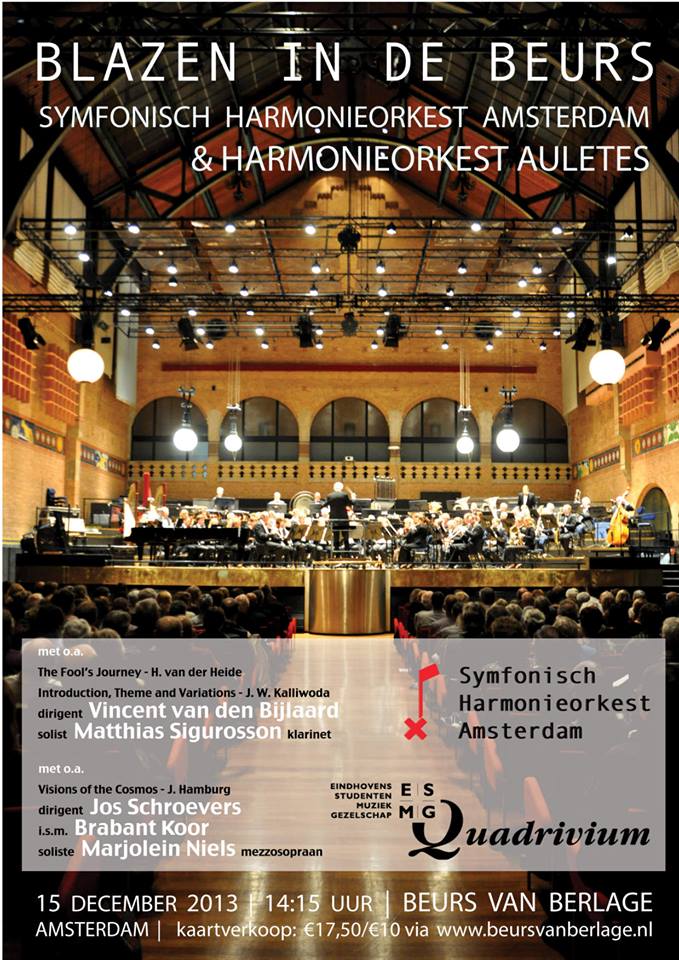 BLAZEN IN DE BEURS
SYMFONISCH HARMONIEORKEST AMSTERDAM
& HARMONIEORKEST AULETES
met o.a.
The Fool's Journey - H. van der Heide
Introduction, Theme and Variations - J. W. Kalliwoda
dirigent Vincent van den Bijlaard
solist Matthias Sigurosson klarinet
Symfonisch
Harmonieorkest
Amsterdam
met o.a.
Visions of the Cosmos - J. Hamburg
dirigent Jos Schroevers
i.s.m. Brabant Koor
soliste Marjolein Niels mezzosopraan
EINDHOVENS
STUDENTEN
MUZIEK
GEZELSCHAP
E S
M G
Quadrivium
15 DECEMBER 2013 | 14:15 UUR | BEURS VAN BERLAGE
AMSTERDAM | kaartverkoop: €17,50/€10 via www.beursvanberlage.nl